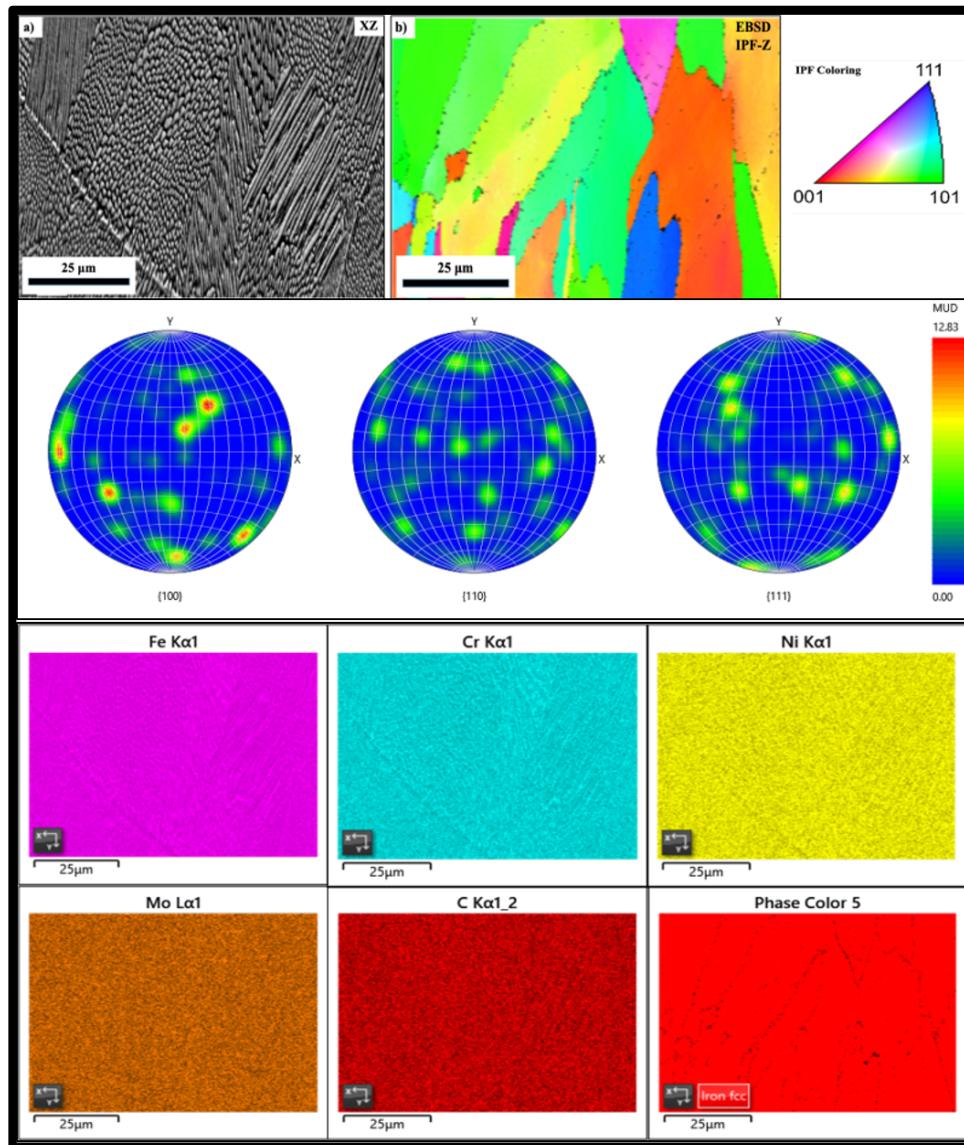 a)
XZ
25 µm
b)
EBSD
IPF-Z
25 µm
IPF Coloring
111
001
101
MUD
12.83
0.00
Y
X
{100}
Y
X
{110}
Y
X
{111}
Fe Kα1
X
Y
25µm
Cr Kα1
X
Y
25µm
Ni Kα1
X
Y
25µm
Mo Lα1
X
Y
25µm
C Kα1_2
X
Y
25µm
Phase Color 5
X
Y
Iron fcc
25µm